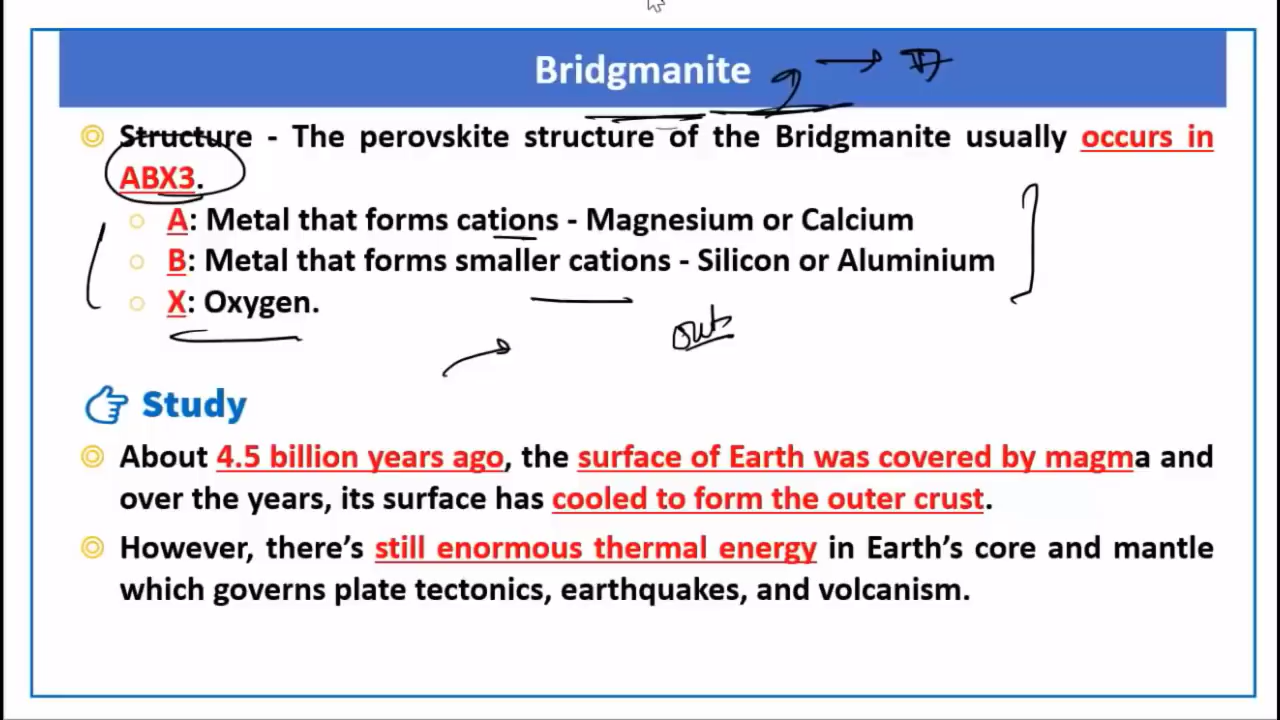 Bridgmanite
Structure - The perovskite structure of the Bridgmanite usually occurs in
ABX3.
A: Metal that forms cations - Magnesium or Calcium
B: Metal that forms smaller cations - Silicon or Aluminium
X: Oxygen.
out
Study
About 4.5 billion years ago, the surface of Earth was covered by magma and
over the years, its surface has cooled to form the outer crust.
However, there's still enormous thermal energy in Earth's core and mantle
which governs plate tectonics, earthquakes, and volcanism.